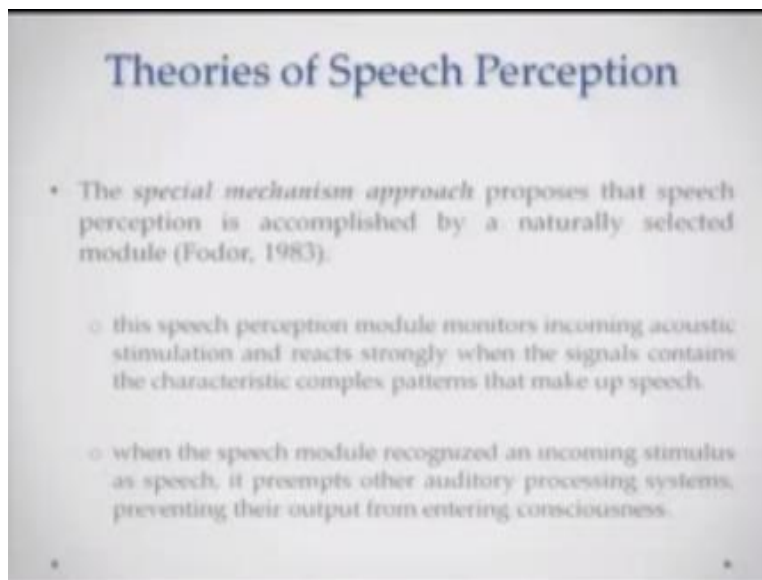 Theories of Speech Perception
• The special mechanism approach proposes that speech
perception is accomplished by a naturally selected
module (Fodor, 1983).
o this speech perception module monitors incoming acoustic
stimulation and reacts strongly when the signals contains
the characteristic complex patterns that make up speech.
o when the speech module recognized an incoming stimulus
as speech, it preempts other auditory processing systems,
preventing their output from entering consciousness.